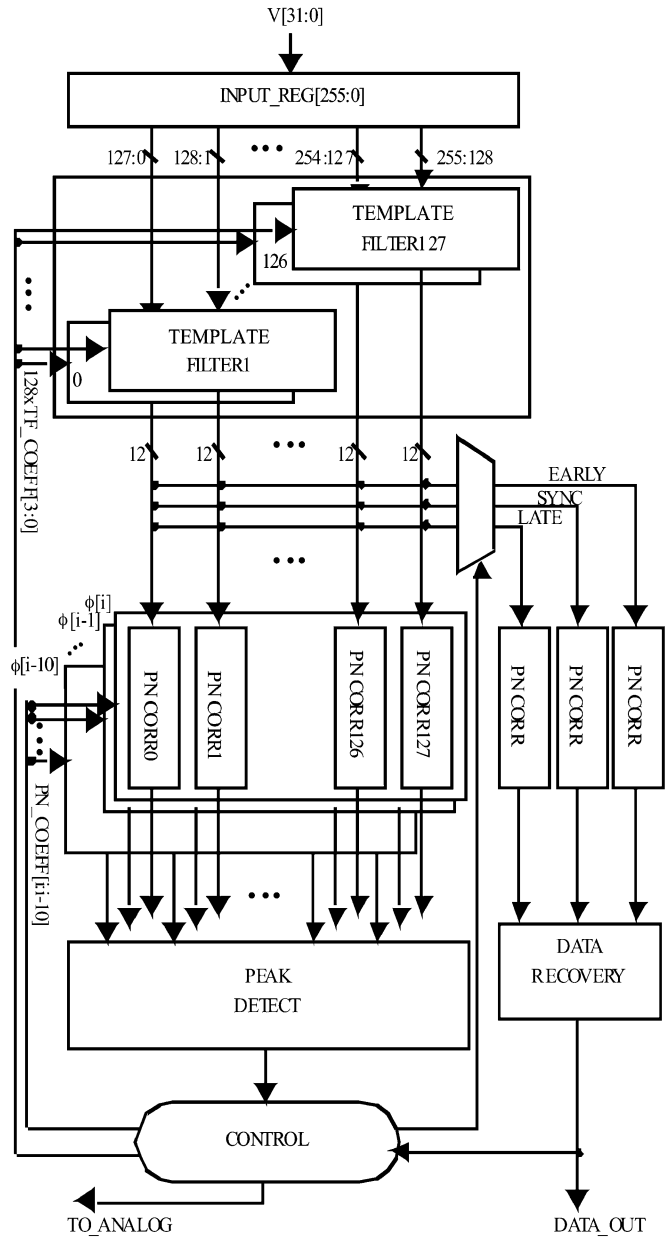 V[31:0]
INPUT_REG[255:0]
127:0
128:1
254:127
255:128
TEMPLATE
FILTER127
126
TEMPLATE
FILTER1
0
128xTF_COEFF[3:0]
12
12
12
12
EARLY
SYNC
LATE
ϕ[i]
ϕ[i-1]
ϕ[i-10]
PN CORR0
PN CORR1
PN CORR126
PN CORR127
PN CORR
PN CORR
PN CORR
PN_COEFF[i:i-10]
PEAK
DETECT
DATA
RECOVERY
CONTROL
TO_ANALOG
DATA_OUT